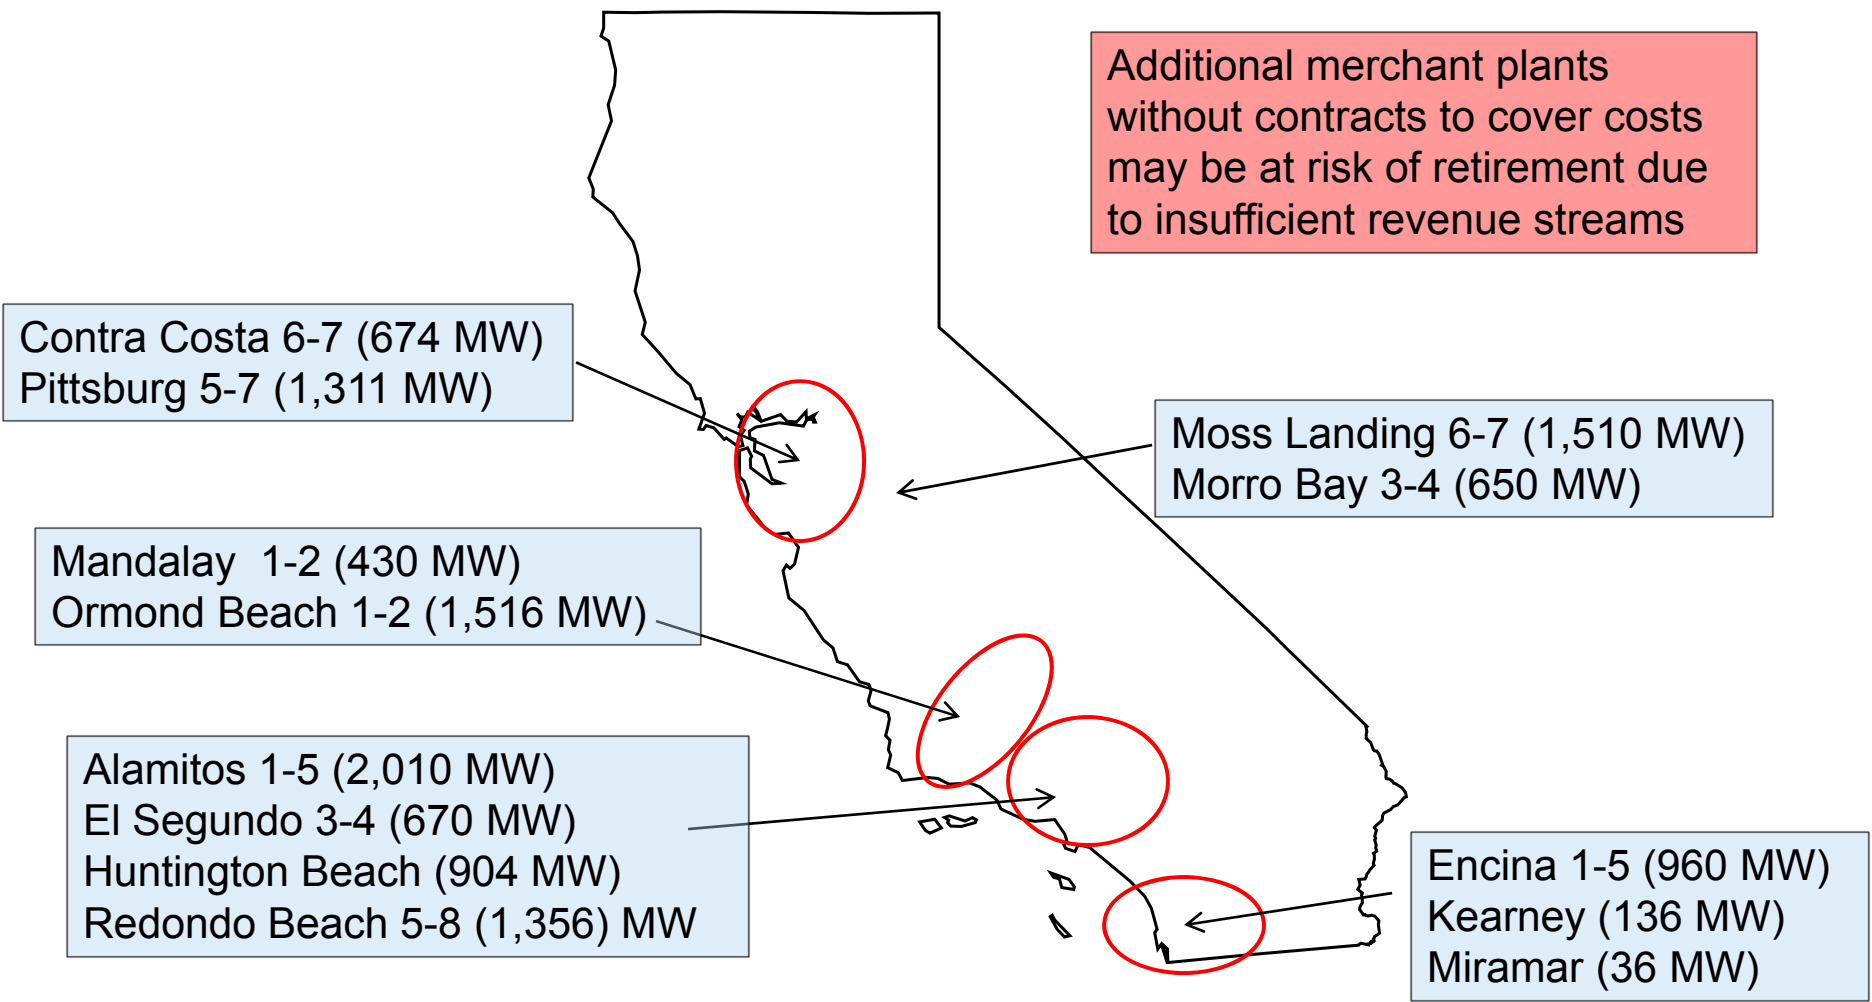 Additional merchant plants
without contracts to cover costs
may be at risk of retirement due
to insufficient revenue streams
Contra Costa 6-7 (674 MW)
Pittsburg 5-7 (1,311 MW)
Moss Landing 6-7 (1,510 MW)
Morro Bay 3-4 (650 MW)
Mandalay  1-2 (430 MW)
Ormond Beach 1-2 (1,516 MW)
Alamitos 1-5 (2,010 MW)
El Segundo 3-4 (670 MW)
Huntington Beach (904 MW)
Redondo Beach 5-8 (1,356) MW
Encina 1-5 (960 MW)
Kearney (136 MW)
Miramar (36 MW)